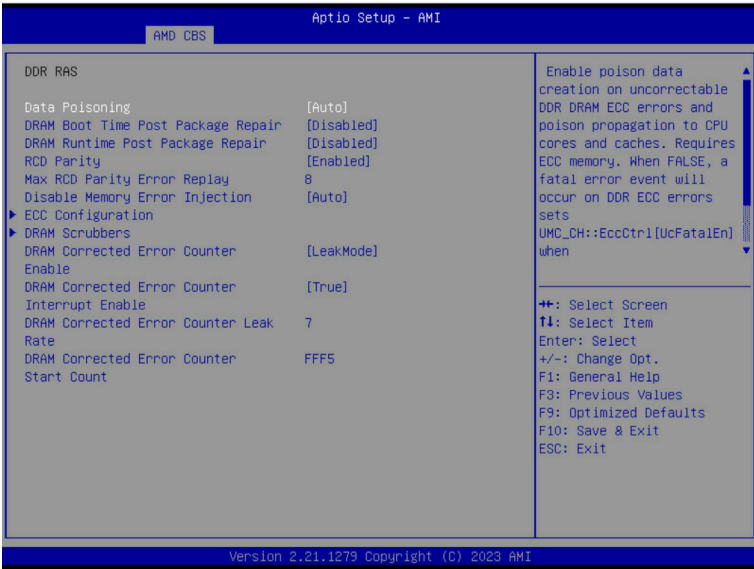 Aptio Setup – AMI
AMD CBS
DDR RAS
Data Poisoning [Auto]
DRAM Boot Time Post Package Repair [Disabled]
DRAM Runtime Post Package Repair [Disabled]
RCD Parity [Enabled]
Max RCD Parity Error Replay 8
Disable Memory Error Injection [Auto]
ECC Configuration
DRAM Scrubbers
DRAM Corrected Error Counter [LeakMode]
Enable
DRAM Corrected Error Counter [True]
Interrupt Enable
DRAM Corrected Error Counter Leak 7
Rate
DRAM Corrected Error Counter FFF5
Start Count
Enable poison data
creation on uncorrectable
DDR DRAM ECC errors and
poison propagation to CPU
cores and caches. Requires
ECC memory. When FALSE, a
fatal error event will
occur on DDR ECC errors
sets
UMC_CH::EccCtrl[UcFatalEn]
when
→←: Select Screen
↑↓: Select Item
Enter: Select
+/-: Change Opt.
F1: General Help
F3: Previous Values
F9: Optimized Defaults
F10: Save & Exit
ESC: Exit
Version 2.21.1279 Copyright (C) 2023 AMI